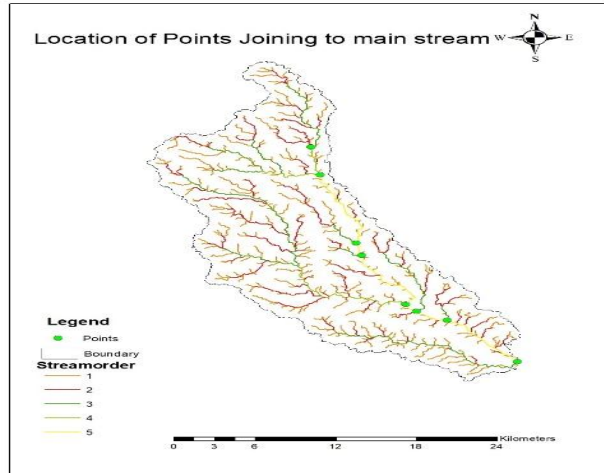 Location of Points Joining to main stream
N
W E
S
Legend
Points
Boundary
Streamorder
1
2
3
4
5
Kilometers
0 3 6 12 18 24